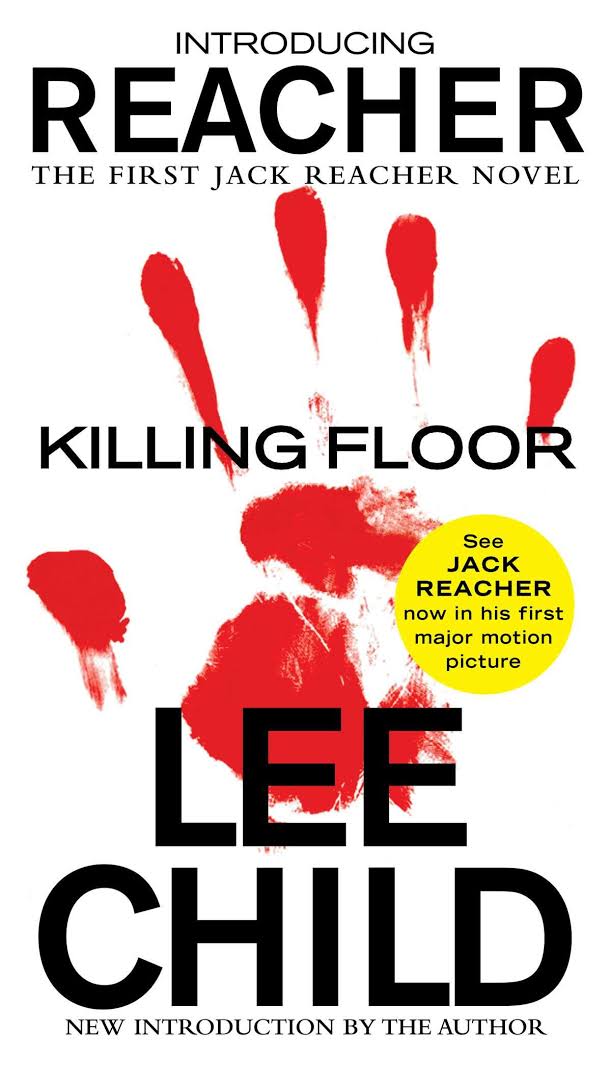 INTRODUCING
REACHER
THE FIRST JACK REACHER NOVEL
KILLING FLOOR
See
JACK
REACHER
now in his first
major motion
picture
LEE
CHILD
NEW INTRODUCTION BY THE AUTHOR